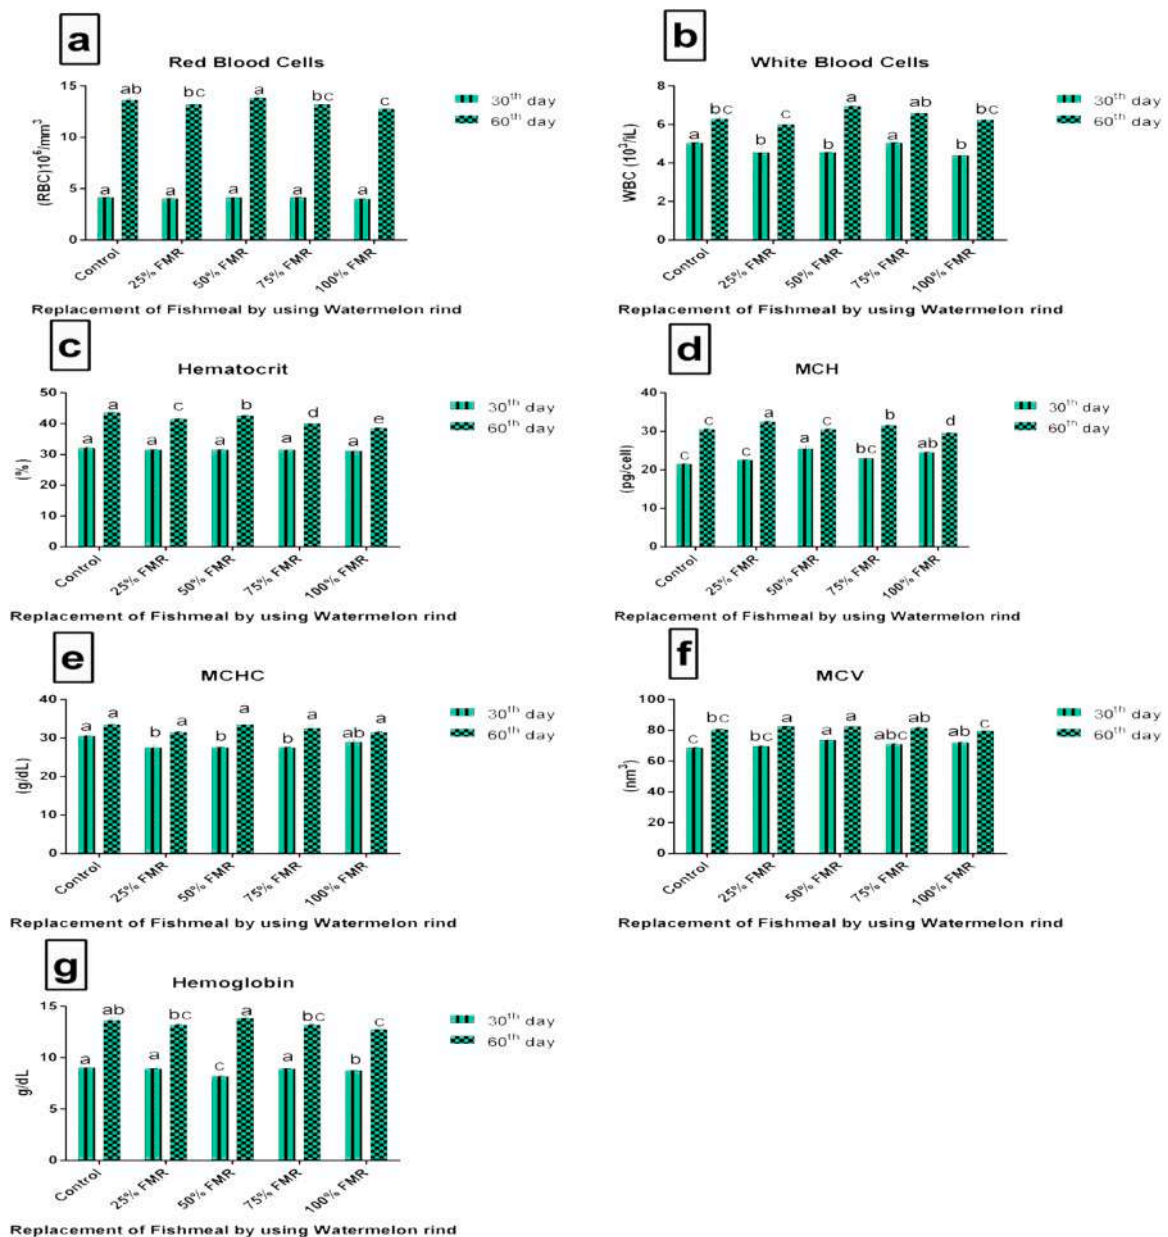 a
Red Blood Cells
(RBC)10⁶/mm³
15
10
5
0
ab
bc
a
bc
c
a
a
a
a
a
Control
25% FMR
50% FMR
75% FMR
100% FMR
30th day
60th day
Replacement of Fishmeal by using Watermelon rind
b
White Blood Cells
WBC (10³/iL)
8
6
4
2
0
a
bc
b
c
b
a
a
ab
b
bc
Control
25% FMR
50% FMR
75% FMR
100% FMR
30th day
60th day
Replacement of Fishmeal by using Watermelon rind
c
Hematocrit
(%)
50
40
30
20
10
0
a
a
a
c
a
b
a
d
a
e
Control
25% FMR
50% FMR
75% FMR
100% FMR
30th day
60th day
Replacement of Fishmeal by using Watermelon rind
d
MCH
(pg/cell)
40
30
20
10
0
c
c
c
a
a
c
bc
b
ab
d
Control
25% FMR
50% FMR
75% FMR
100% FMR
30th day
60th day
Replacement of Fishmeal by using Watermelon rind
e
MCHC
(g/dL)
40
30
20
10
0
a
a
b
a
b
a
b
a
ab
a
Control
25% FMR
50% FMR
75% FMR
100% FMR
30th day
60th day
Replacement of Fishmeal by using Watermelon rind
f
MCV
(nm³)
100
80
60
40
20
0
c
bc
bc
a
a
a
abc
ab
ab
c
Control
25% FMR
50% FMR
75% FMR
100% FMR
30th day
60th day
Replacement of Fishmeal by using Watermelon rind
g
Hemoglobin
g/dL
15
10
5
0
a
ab
a
bc
c
a
a
bc
b
c
Control
25% FMR
50% FMR
75% FMR
100% FMR
30th day
60th day
Replacement of Fishmeal by using Watermelon rind